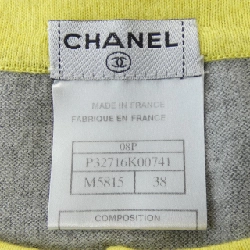 CHANEL
MADE IN FRANCE
FABRIQUE EN FRANCE
08P
P32716K00741
M5815 38
COMPOSITION